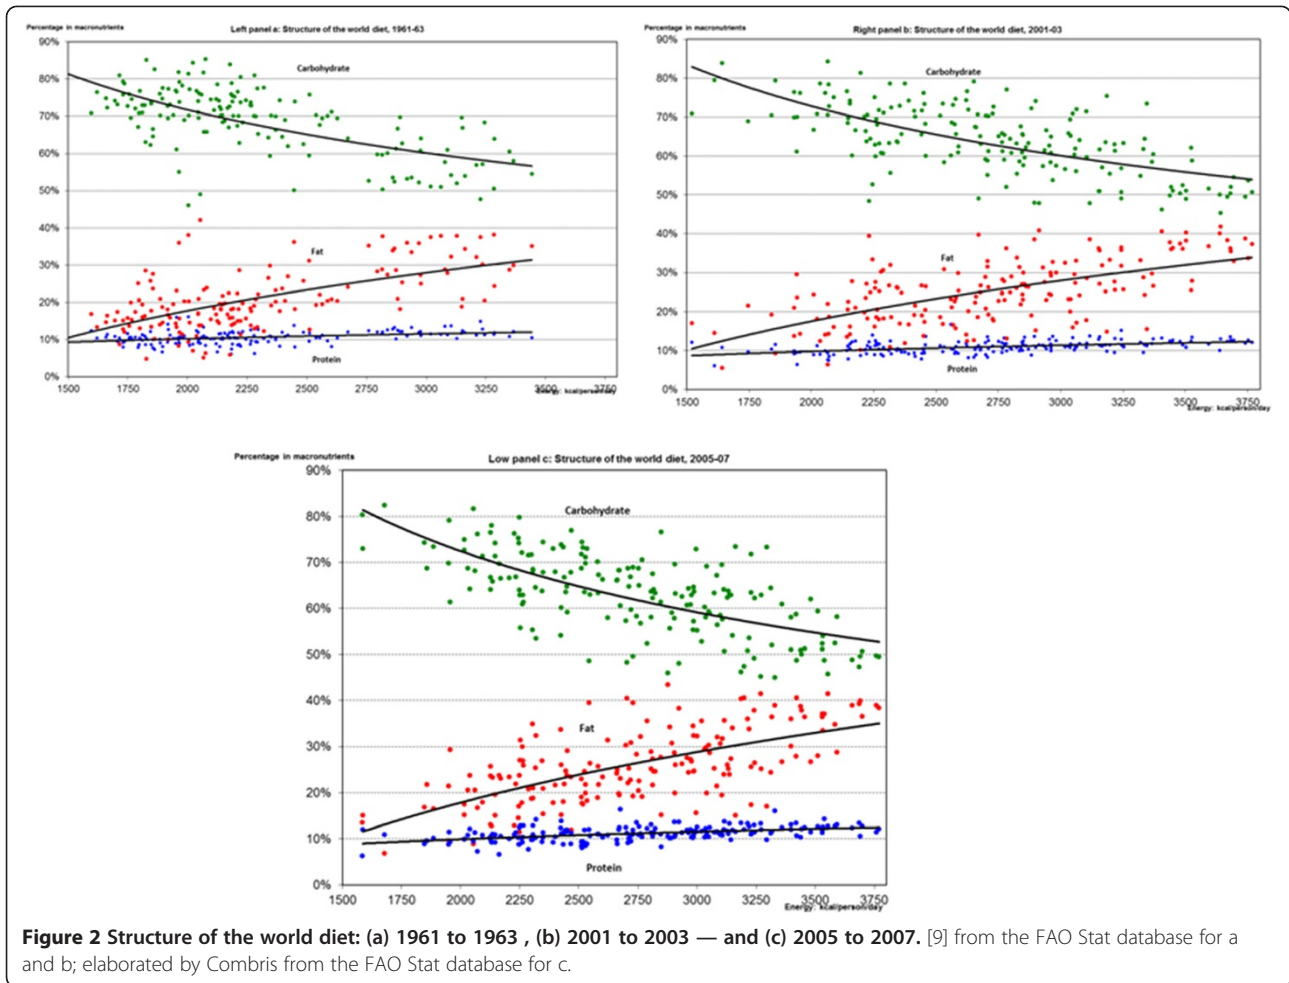 Percentage in macronutrients
Left panel a: Structure of the world diet, 1961-63
90%
80%
70%
60%
50%
40%
30%
20%
10%
0%
Carbohydrate
Fat
Protein
1500 1750 2000 2250 2500 2750 3000 3250 3500 3750
Energy: kcal/person/day
Percentage in macronutrients
Right panel b: Structure of the world diet, 2001-03
90%
80%
70%
60%
50%
40%
30%
20%
10%
0%
Carbohydrate
Fat
Protein
1500 1750 2000 2250 2500 2750 3000 3250 3500 3750
Energy: kcal/person/day
Percentage in macronutrients
Low panel c: Structure of the world diet, 2005-07
90%
80%
70%
60%
50%
40%
30%
20%
10%
0%
Carbohydrate
Fat
Protein
1500 1750 2000 2250 2500 2750 3000 3250 3500 3750
Energy: kcal/person/day
Figure 2 Structure of the world diet: (a) 1961 to 1963 , (b) 2001 to 2003 — and (c) 2005 to 2007. [9] from the FAO Stat database for a
and b; elaborated by Combris from the FAO Stat database for c.